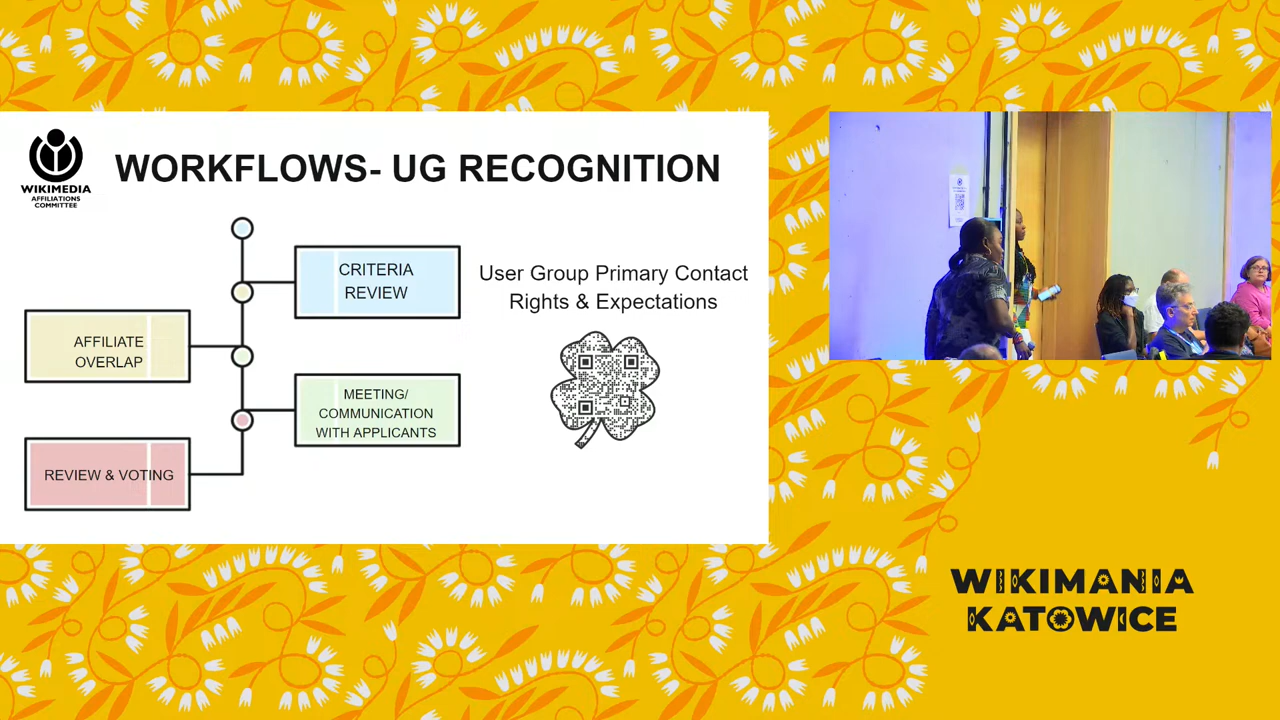 WIKIMEDIA
AFFILIATIONS
COMMITTEE
WORKFLOWS- UG RECOGNITION
CRITERIA
REVIEW
AFFILIATE
OVERLAP
MEETING/
COMMUNICATION
WITH APPLICANTS
REVIEW & VOTING
User Group Primary Contact
Rights & Expectations
WIKIMANIA
KATOWICE